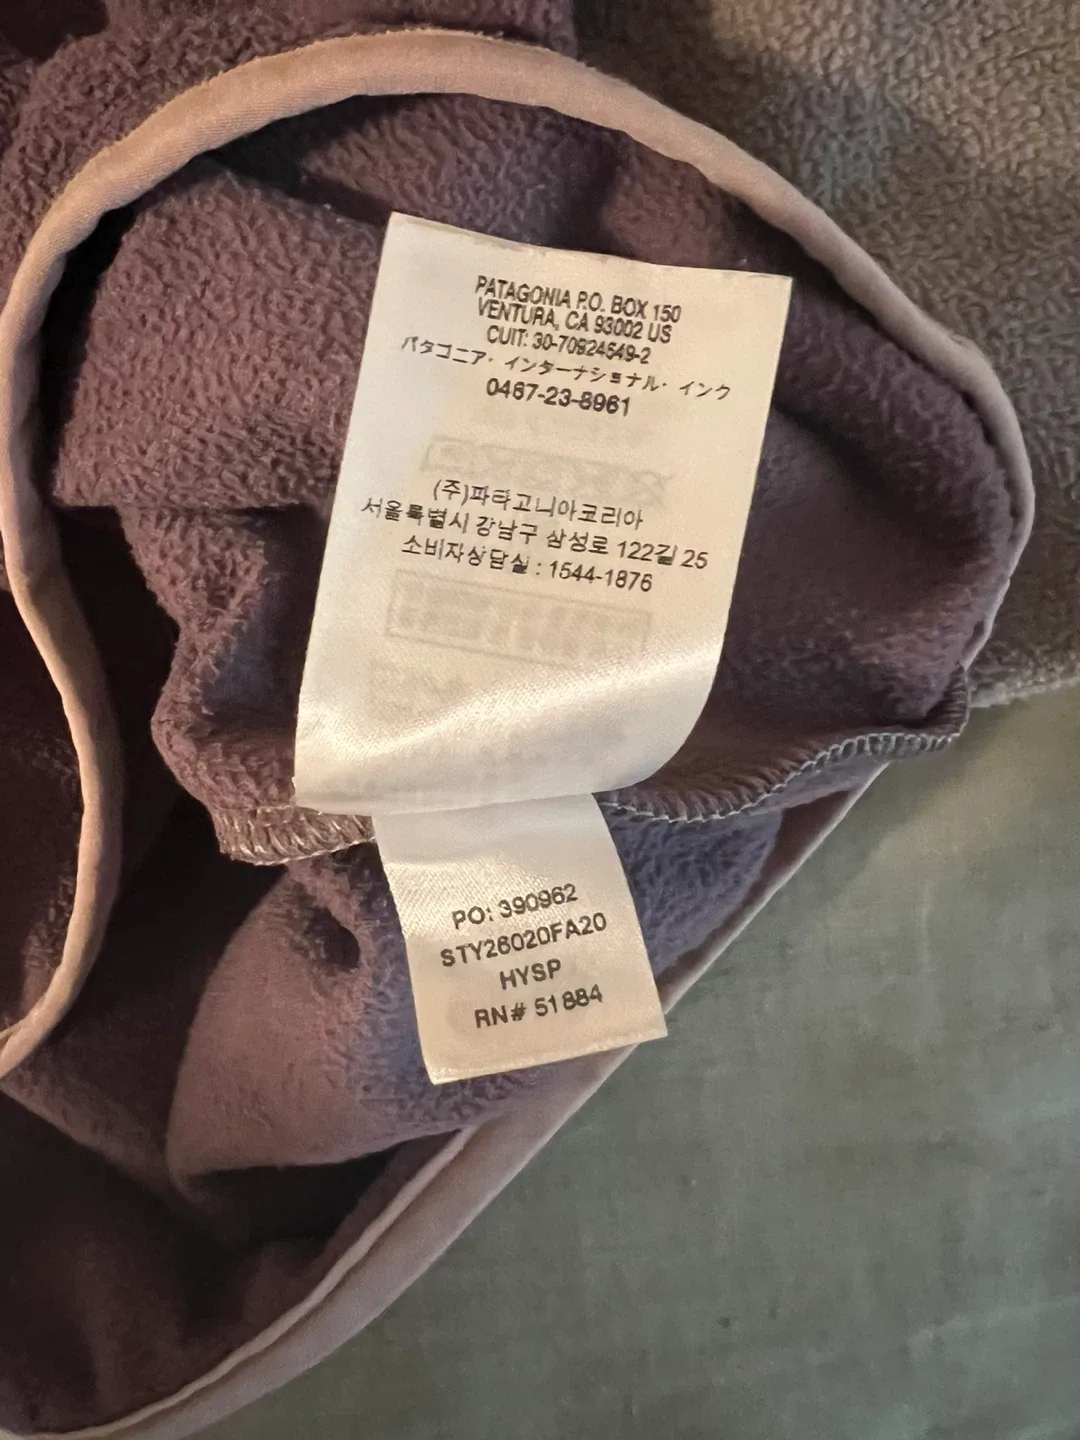 PATAGONIA P.O. BOX 150
VENTURA, CA 93002 US
CUIT: 30-70924549-2
パタゴニア・インターナショナル・インク
0467-23-8961
(주)파타고니아코리아
서울특별시 강남구 삼성로 122길 25
소비자상담실 : 1544-1876
PO: 390962
STY26020FA20
HYSP
RN# 51884